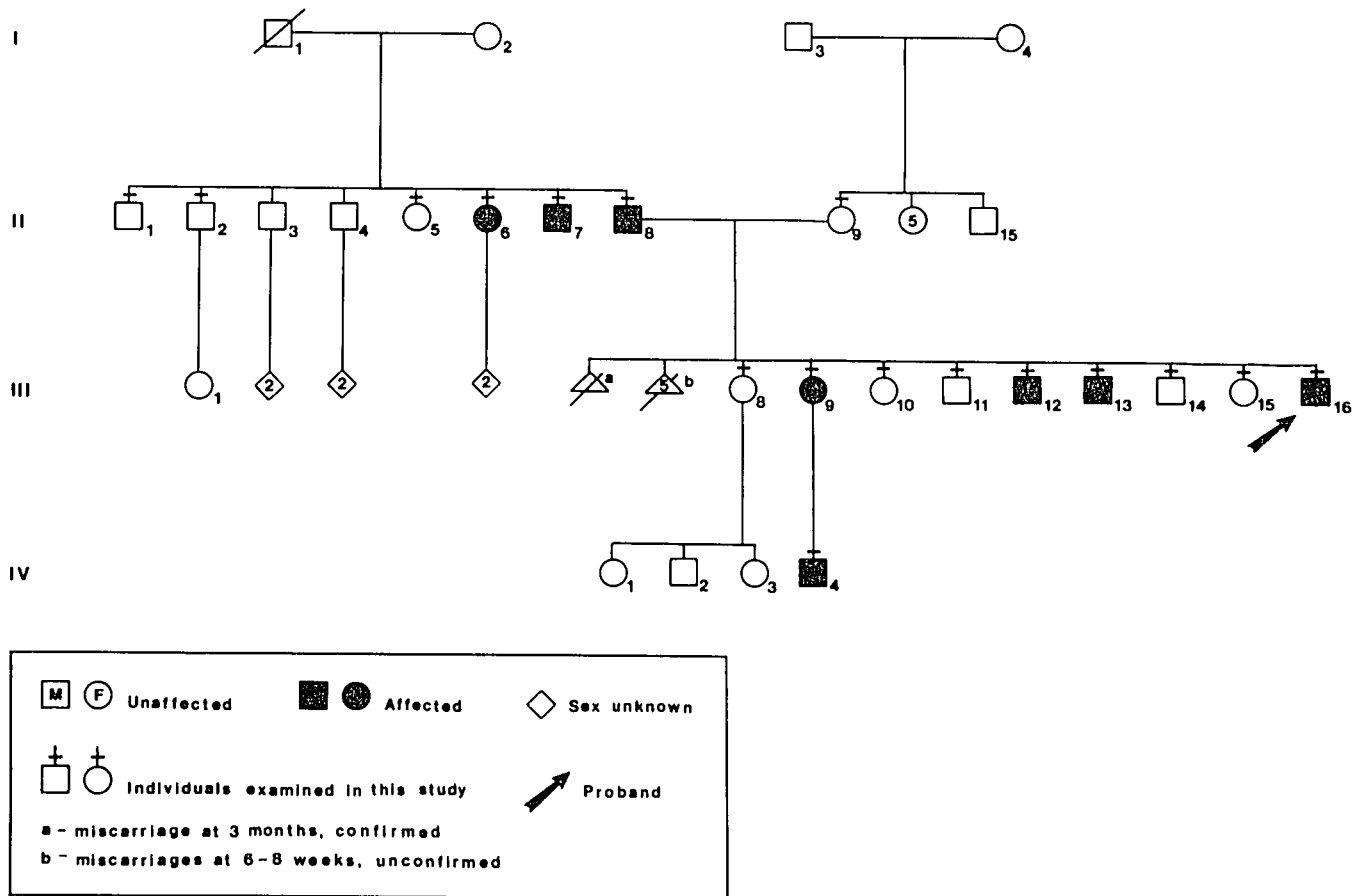 I
1 2 3 4
II
1 2 3 4 5 6 7 8 9 5 15
III
1 2 2 2 a 5 b 8 9 10 11 12 13 14 15 16
IV
1 2 3 4
M F Unaffected Affected Sex unknown
Individuals examined in this study Proband
a - miscarriage at 3 months, confirmed
b - miscarriages at 6-8 weeks, unconfirmed